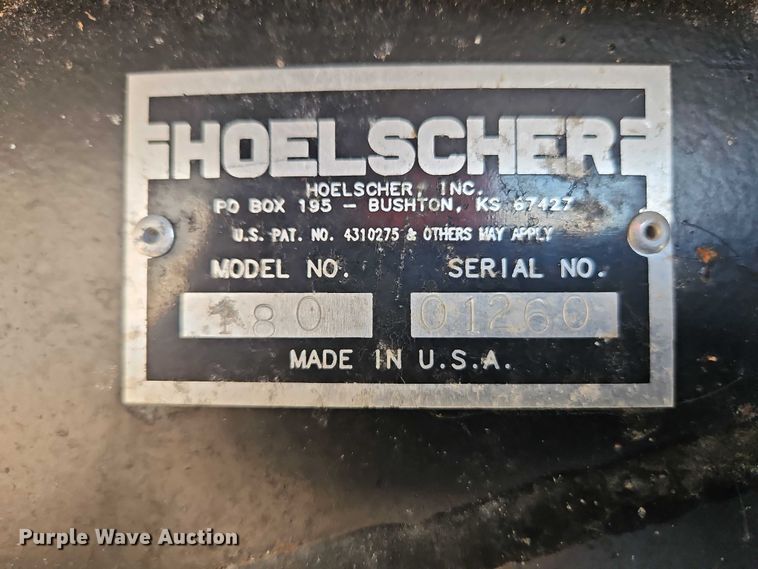 HOELSCHER
HOELSCHER, INC.
PO BOX 195 - BUSHTON, KS 67427
U.S. PAT. NO. 4310275 & OTHERS MAY APPLY
MODEL NO. SERIAL NO.
180 01260
MADE IN U.S.A.
Purple Wave Auction